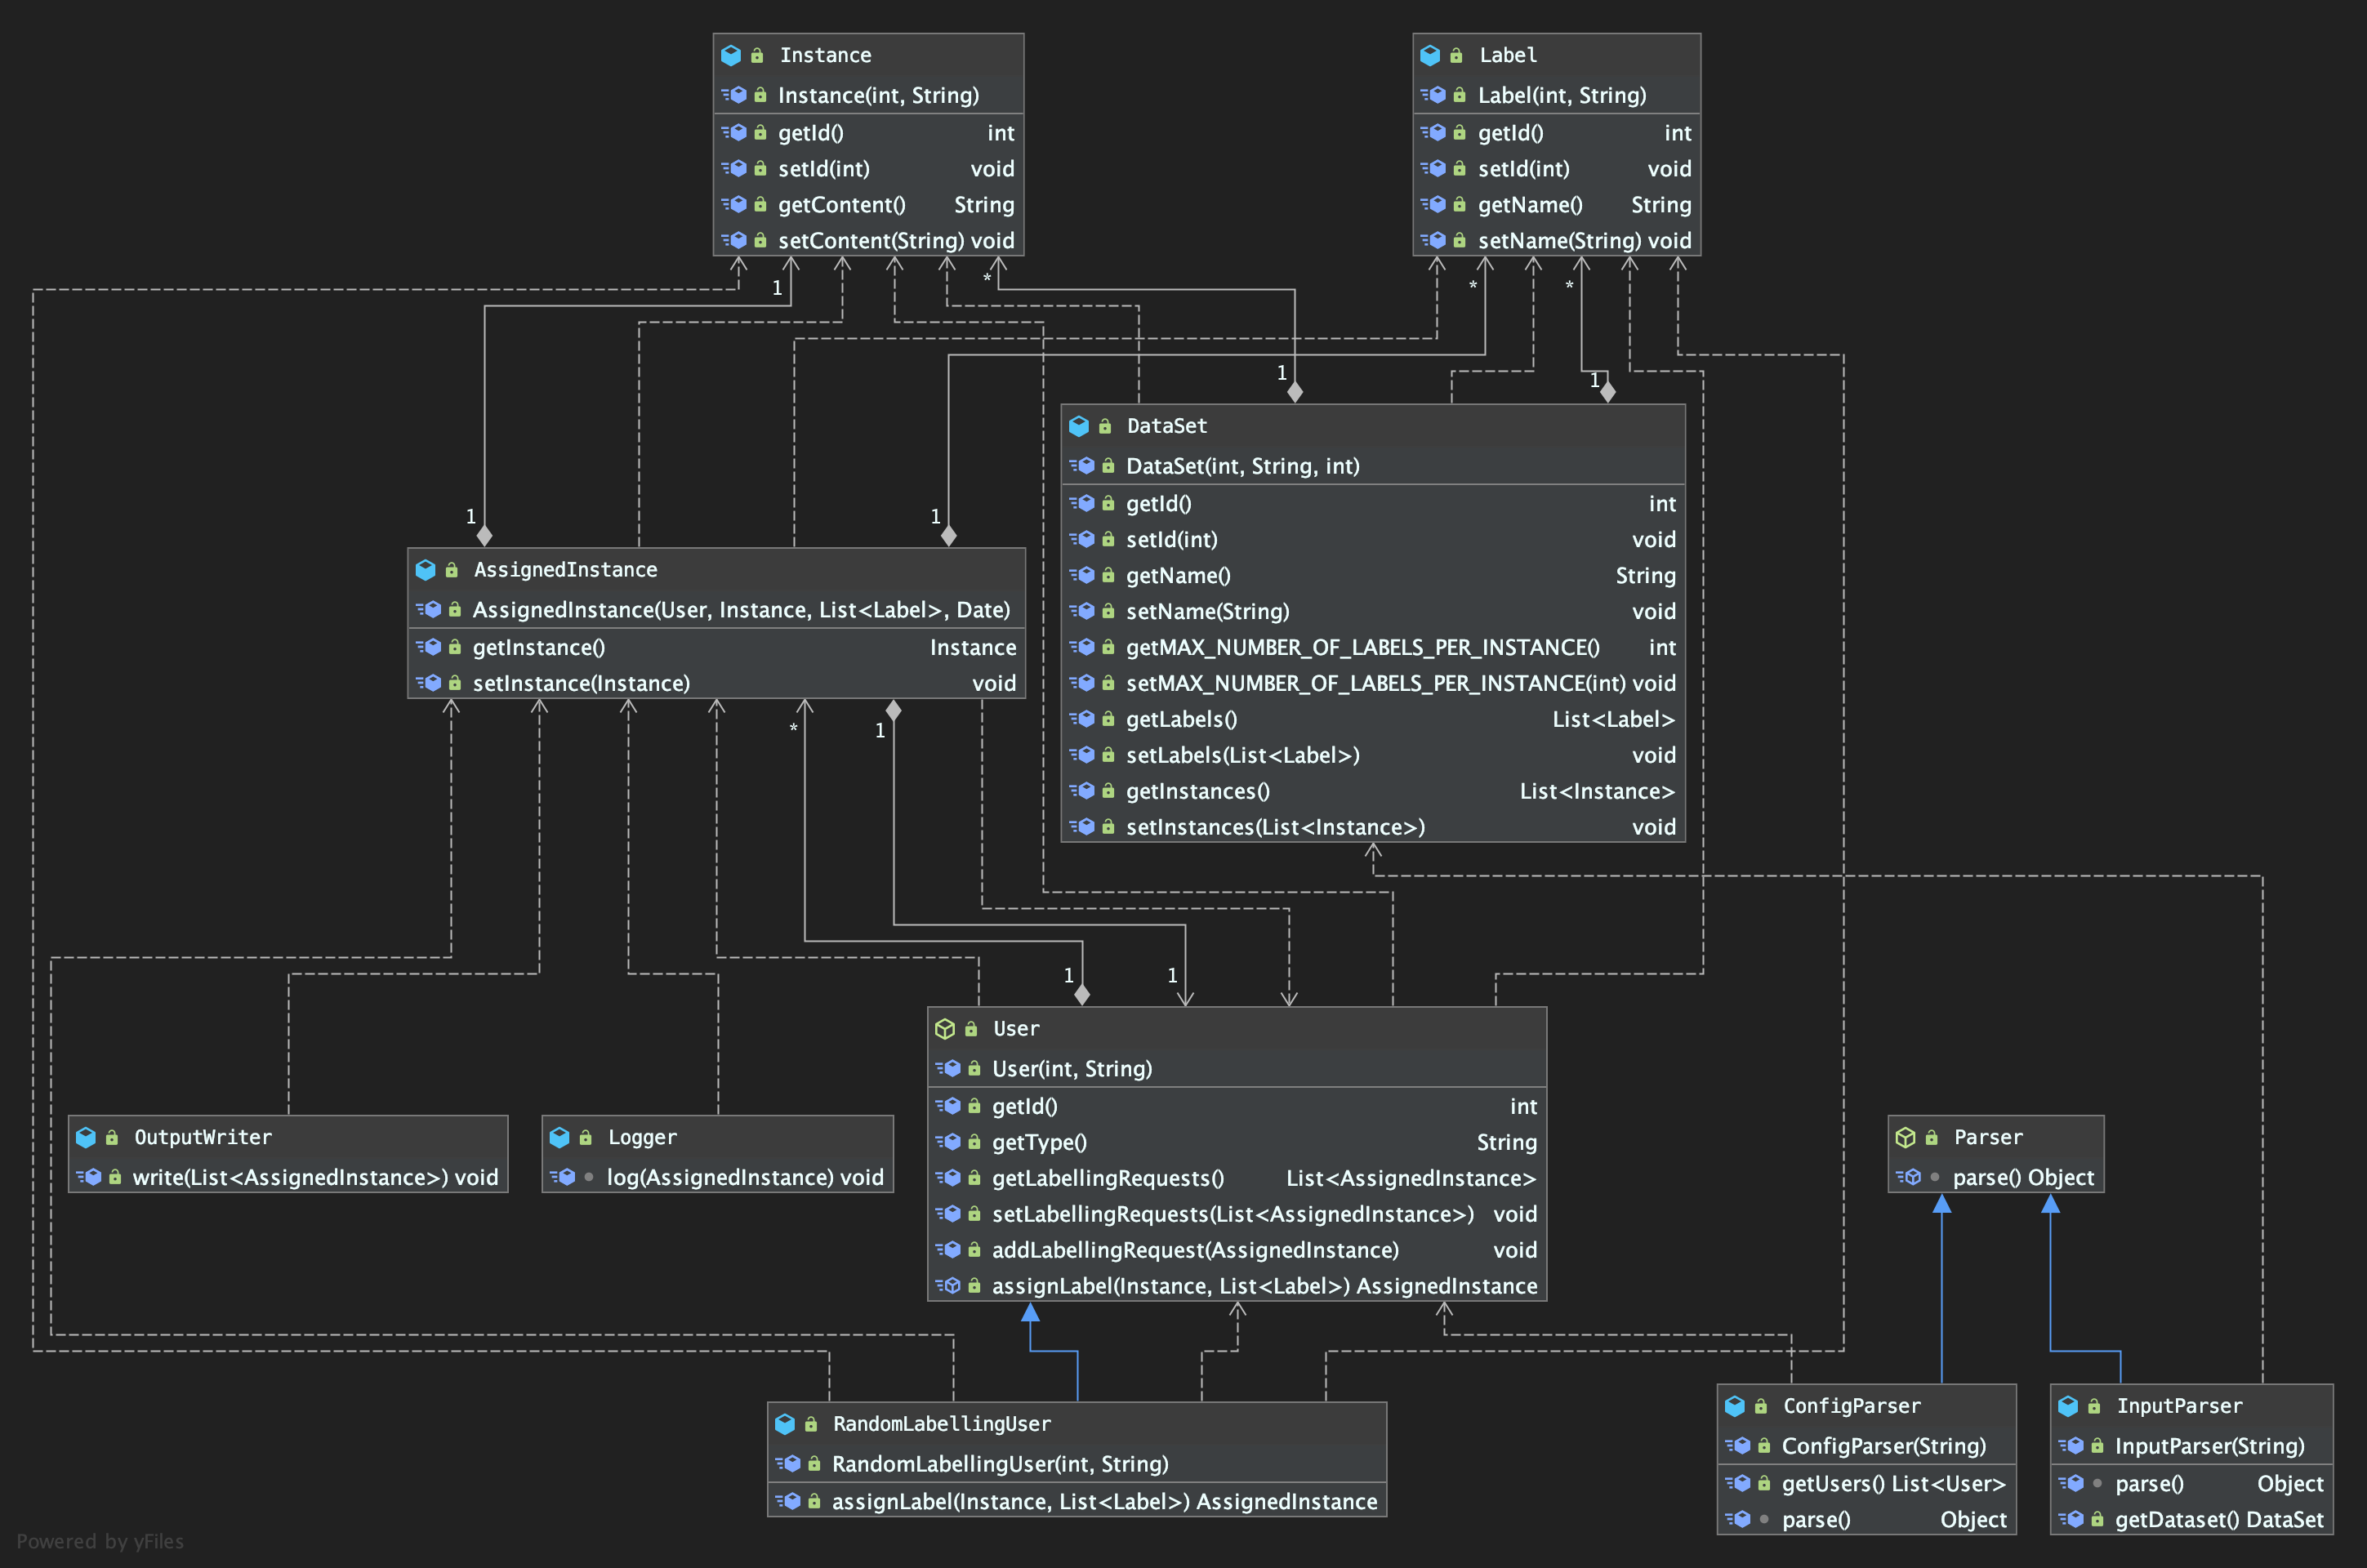 Instance
Instance(int, String)
getId() int
setId(int) void
getContent() String
setContent(String) void
Label
Label(int, String)
getId() int
setId(int) void
getName() String
setName(String) void
1
*
*
*
1
1
DataSet
DataSet(int, String, int)
getId() int
setId(int) void
getName() String
setName(String) void
getMAX_NUMBER_OF_LABELS_PER_INSTANCE() int
setMAX_NUMBER_OF_LABELS_PER_INSTANCE(int) void
getLabels() List<Label>
setLabels(List<Label>) void
getInstances() List<Instance>
setInstances(List<Instance>) void
1
1
AssignedInstance
AssignedInstance(User, Instance, List<Label>, Date)
getInstance() Instance
setInstance(Instance) void
*
1
1
1
User
User(int, String)
getId() int
getType() String
getLabellingRequests() List<AssignedInstance>
setLabellingRequests(List<AssignedInstance>) void
addLabellingRequest(AssignedInstance) void
assignLabel(Instance, List<Label>) AssignedInstance
OutputWriter
write(List<AssignedInstance>) void
Logger
log(AssignedInstance) void
Parser
parse() Object
RandomLabellingUser
RandomLabellingUser(int, String)
assignLabel(Instance, List<Label>) AssignedInstance
ConfigParser
ConfigParser(String)
getUsers() List<User>
parse() Object
InputParser
InputParser(String)
parse() Object
getDataset() DataSet
Powered by yFiles